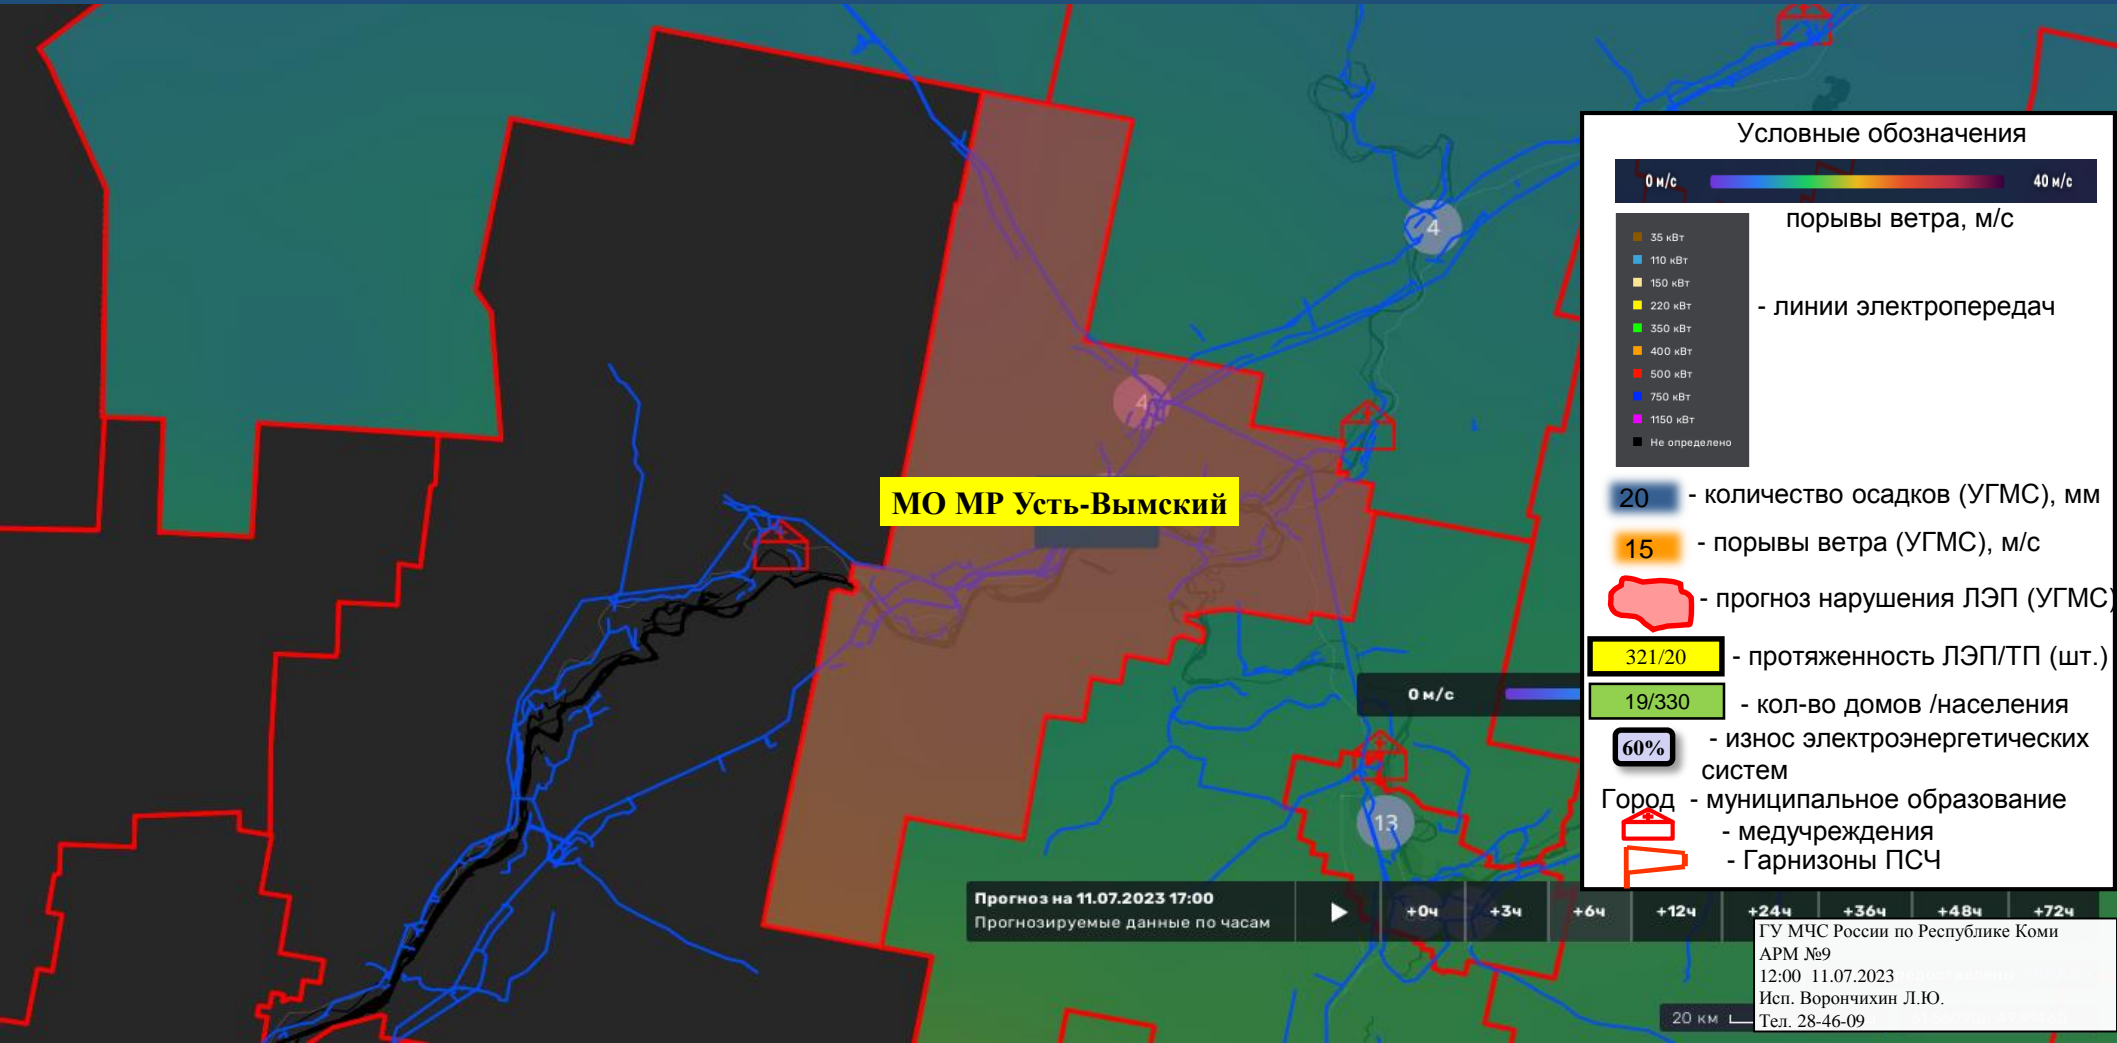 4
4
МО МР Усть-Вымский
13
0 м/с
Прогноз на 11.07.2023 17:00
Прогнозируемые данные по часам
+0ч
+3ч
+6ч
+12ч
+24ч
+36ч
+48ч
+72ч
20 км
Условные обозначения
0 м/с
40 м/с
порывы ветра, м/с
35 кВт
110 кВт
150 кВт
220 кВт
350 кВт
400 кВт
500 кВт
750 кВт
1150 кВт
Не определено
- линии электропередач
20 - количество осадков (УГМС), мм
15 - порывы ветра (УГМС), м/с
- прогноз нарушения ЛЭП (УГМС)
321/20 - протяженность ЛЭП/ТП (шт.)
19/330 - кол-во домов /населения
60% - износ электроэнергетических
систем
Город - муниципальное образование
- медучреждения
- Гарнизоны ПСЧ
ГУ МЧС России по Республике Коми
АРМ №9
12:00 11.07.2023
Исп. Ворончихин Л.Ю.
Тел. 28-46-09